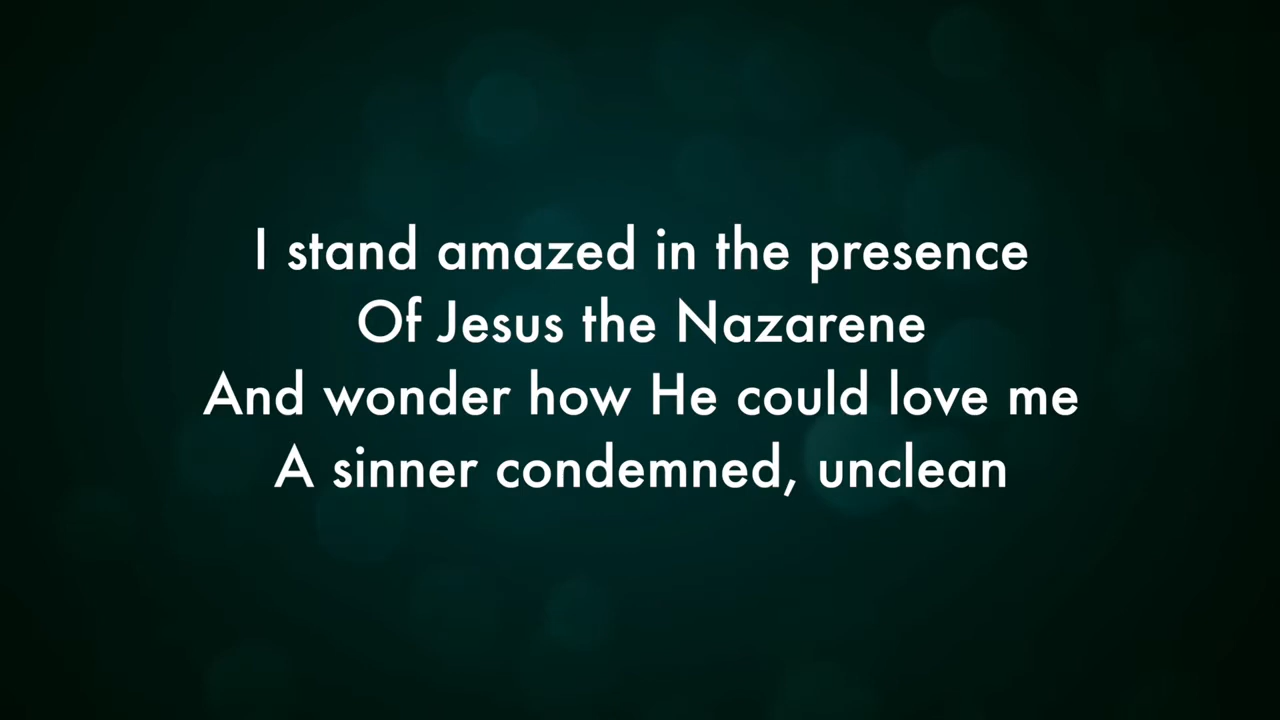 I stand amazed in the presence
Of Jesus the Nazarene
And wonder how He could love me
A sinner condemned, unclean